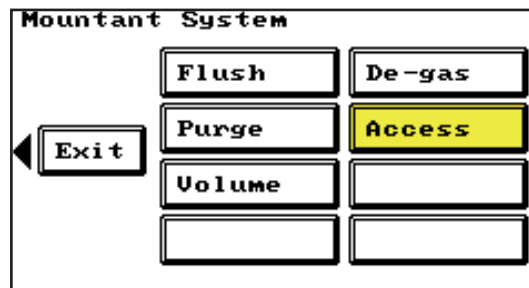 Mountant System
Flush De-gas
Purge Access
Exit
Volume